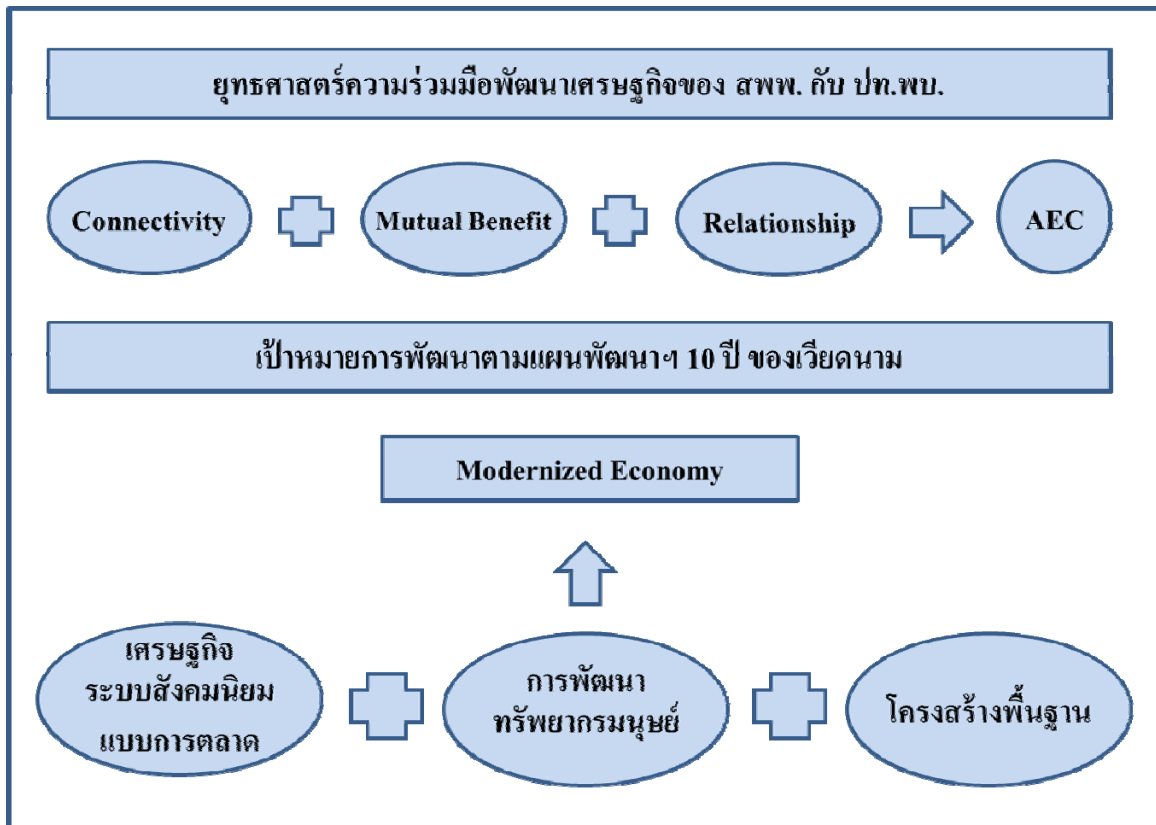 ยุทธศาสตร์ความร่วมมือพัฒนาเศรษฐกิจของ สพพ. กับ ปท.พบ.
Connectivity
Mutual Benefit
Relationship
AEC
เป้าหมายการพัฒนาตามแผนพัฒนาฯ 10 ปี ของเวียดนาม
Modernized Economy
เศรษฐกิจ
ระบบสังคมนิยม
แบบการตลาด
การพัฒนา
ทรัพยากรมนุษย์
โครงสร้างพื้นฐาน